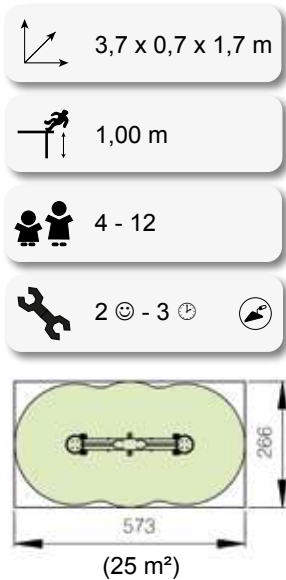 3,7 x 0,7 x 1,7 m
1,00 m
4 - 12
2 ☺ - 3 🕒
266
573
(25 m²)